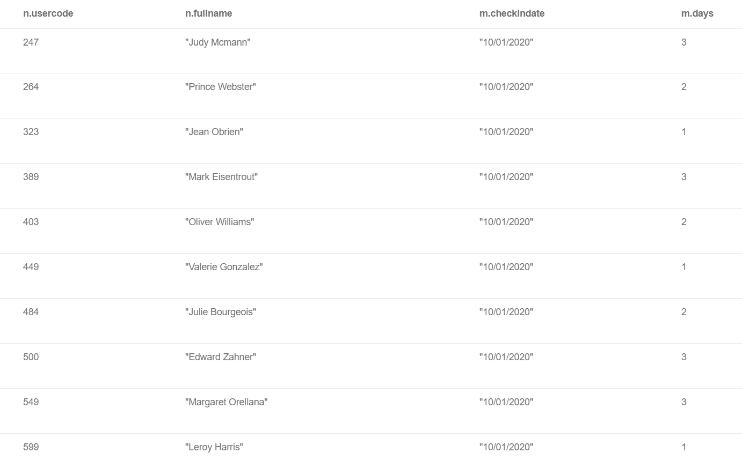 n.usercode n.fullname m.checkindate m.days
247 "Judy Mcmann" "10/01/2020" 3
264 "Prince Webster" "10/01/2020" 2
323 "Jean Obrien" "10/01/2020" 1
389 "Mark Eisentrout" "10/01/2020" 3
403 "Oliver Williams" "10/01/2020" 2
449 "Valerie Gonzalez" "10/01/2020" 1
484 "Julie Bourgeois" "10/01/2020" 2
500 "Edward Zahner" "10/01/2020" 3
549 "Margaret Orellana" "10/01/2020" 3
599 "Leroy Harris" "10/01/2020" 1